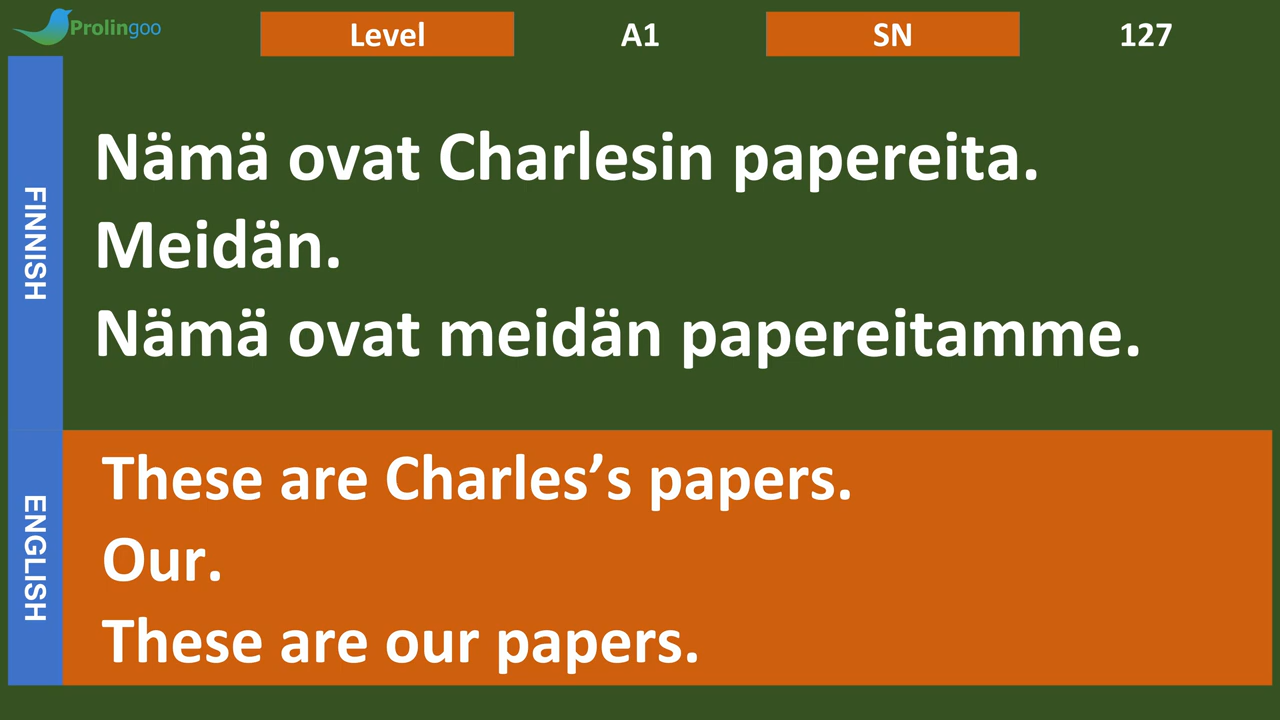 Prolingoo
Level A1 SN 127
FINNISH
Nämä ovat Charlesin papereita.
Meidän.
Nämä ovat meidän papereitamme.
ENGLISH
These are Charles’s papers.
Our.
These are our papers.